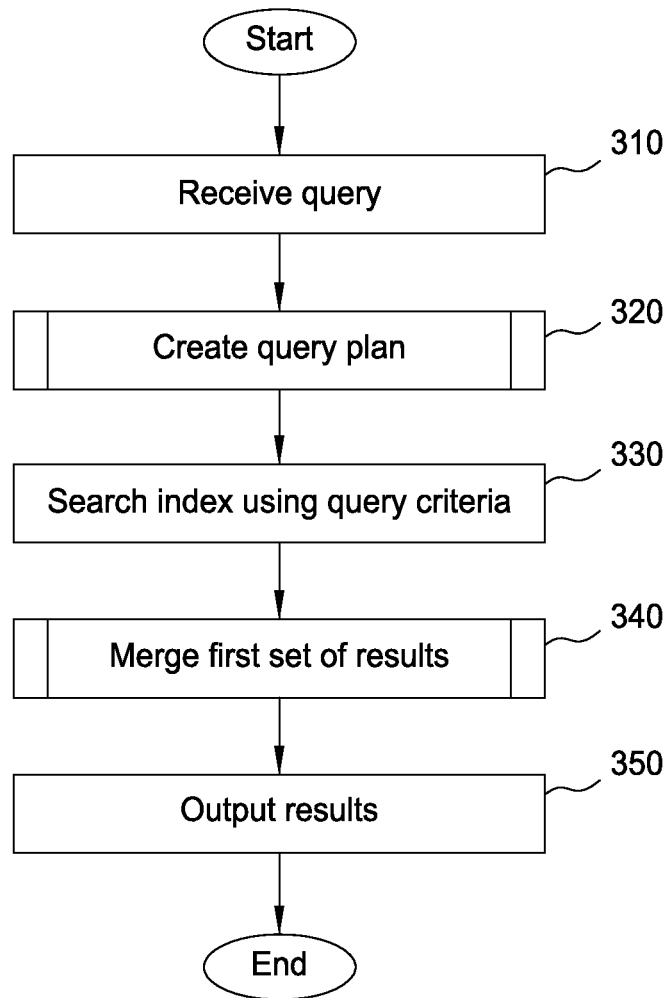 Start
310
Receive query
320
Create query plan
330
Search index using query criteria
340
Merge first set of results
350
Output results
End